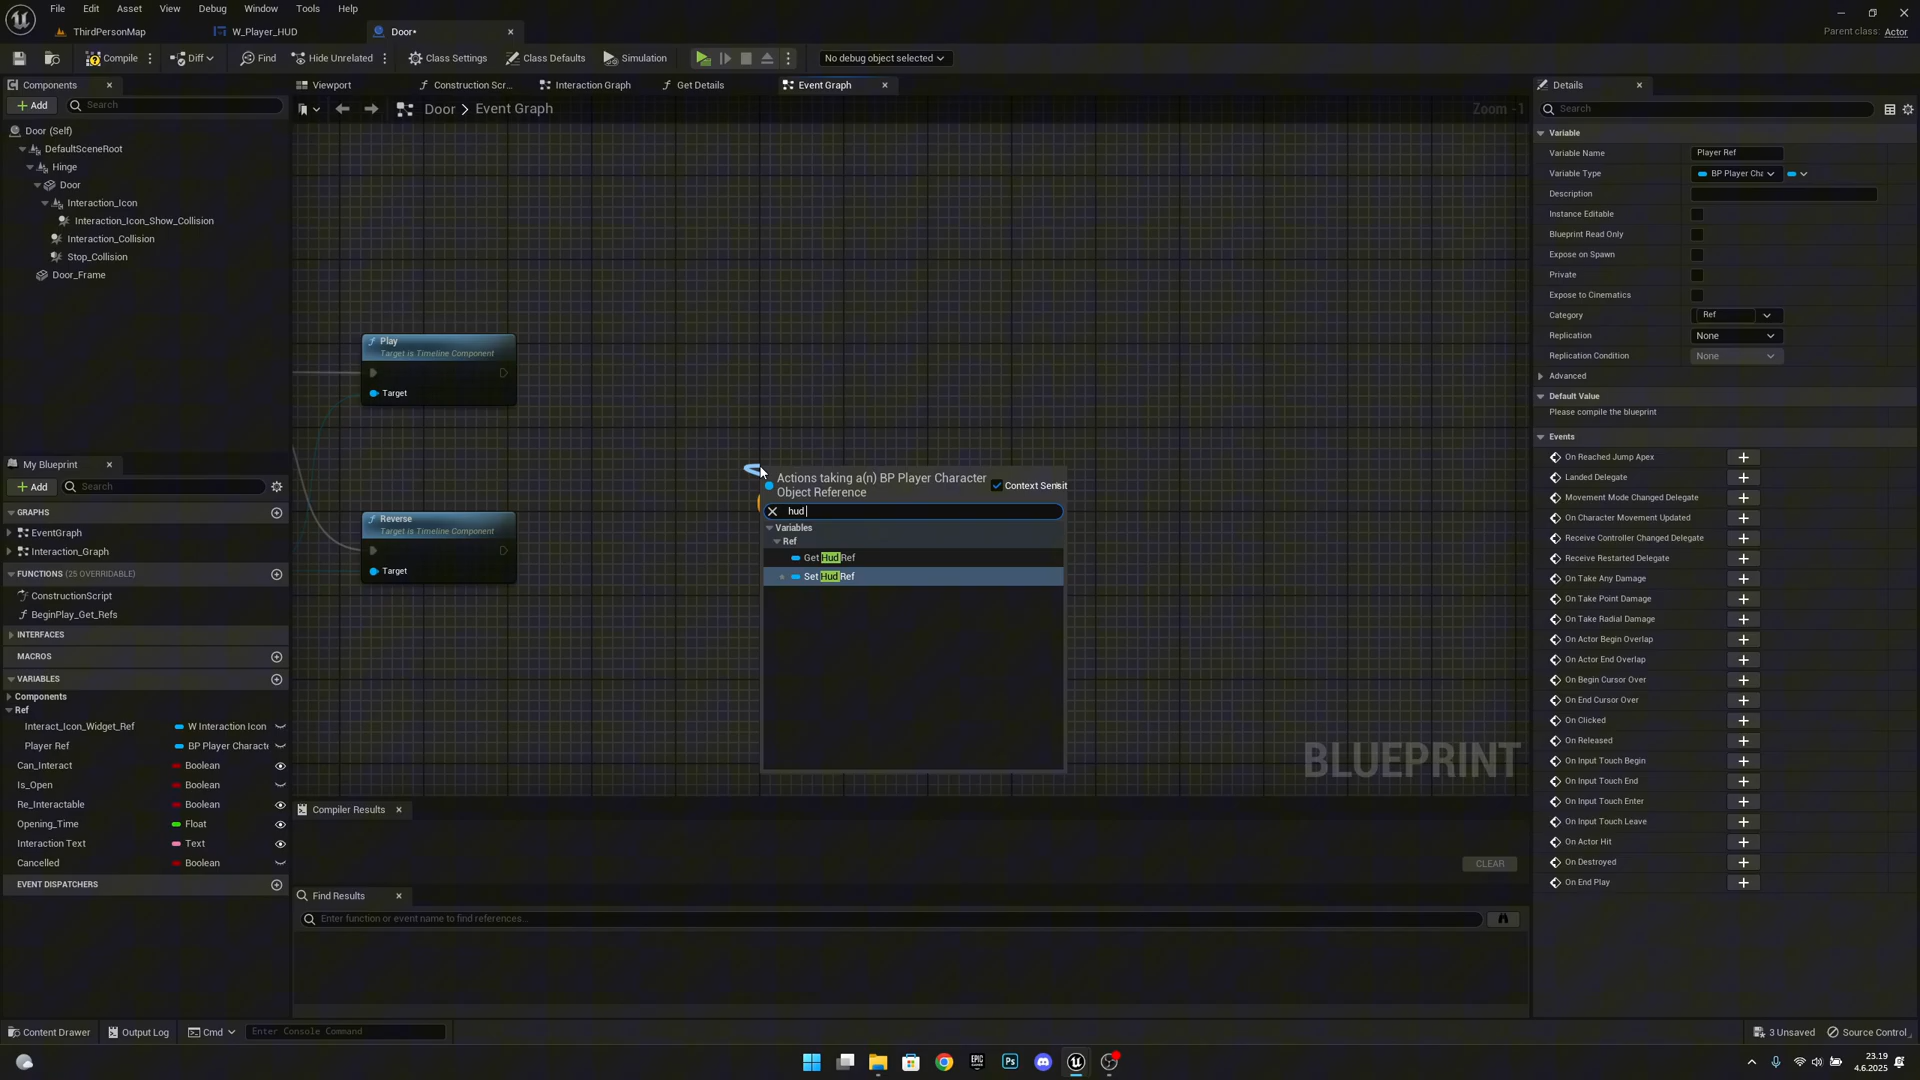 File Edit Asset View Debug Window Tools Help
ThirdPersonMap W_Player_HUD Door•
Parent class: Actor
Compile Diff Find Hide Unrelated Class Settings Class Defaults Simulation No debug object selected
Components
Add Search
Door (Self)
DefaultSceneRoot
Hinge
Door
Interaction_Icon
Interaction_Icon_Show_Collision
Interaction_Collision
Stop_Collision
Door_Frame
My Blueprint
Add Search
GRAPHS
EventGraph
Interaction_Graph
FUNCTIONS (25 OVERRIDABLE)
ConstructionScript
BeginPlay_Get_Refs
INTERFACES
MACROS
VARIABLES
Components
Ref
Interact_Icon_Widget_Ref W Interaction Icon
Player Ref BP Player Characte
Can_Interact Boolean
Is_Open Boolean
Re_Interactable Boolean
Opening_Time Float
Interaction Text Text
Cancelled Boolean
EVENT DISPATCHERS
Viewport Construction Scr... Interaction Graph Get Details Event Graph
Door > Event Graph
Zoom -1
Play
Target is Timeline Component
Target
Reverse
Target is Timeline Component
Target
Actions taking a(n) BP Player Character Context Sensit
Object Reference
hud
Variables
Ref
Get Hud Ref
Set Hud Ref
BLUEPRINT
Compiler Results
CLEAR
Find Results
Enter function or event name to find references...
Details
Search
Variable
Variable Name Player Ref
Variable Type BP Player Cha
Description
Instance Editable
Blueprint Read Only
Expose on Spawn
Private
Expose to Cinematics
Category Ref
Replication None
Replication Condition None
Advanced
Default Value
Please compile the blueprint
Events
On Reached Jump Apex
Landed Delegate
Movement Mode Changed Delegate
On Character Movement Updated
Receive Controller Changed Delegate
Receive Restarted Delegate
On Take Any Damage
On Take Point Damage
On Take Radial Damage
On Actor Begin Overlap
On Actor End Overlap
On Begin Cursor Over
On End Cursor Over
On Clicked
On Released
On Input Touch Begin
On Input Touch End
On Input Touch Enter
On Input Touch Leave
On Actor Hit
On Destroyed
On End Play
Content Drawer Output Log Cmd Enter Console Command
3 Unsaved Source Control
EPIC
Ps
23.19
4.6.2025